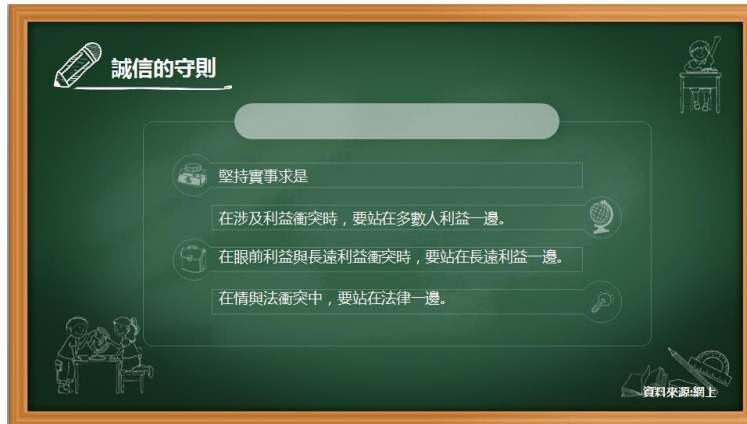 誠信的守則
堅持實事求是
在涉及利益衝突時，要站在多數人利益一邊。
在眼前利益與長遠利益衝突時，要站在長遠利益一邊。
在情與法衝突中，要站在法律一邊。
資料來源:網上